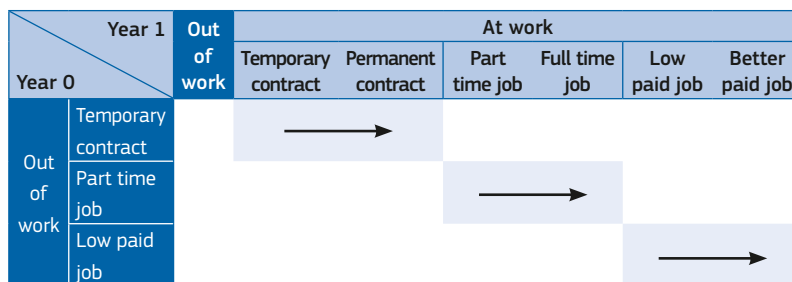 Year 1
Year 0
Out
of
work
At work
Temporary
contract
Permanent
contract
Part
time job
Full time
job
Low
paid job
Better
paid job
Out
of
work
Temporary
contract
Part time
job
Low paid
job